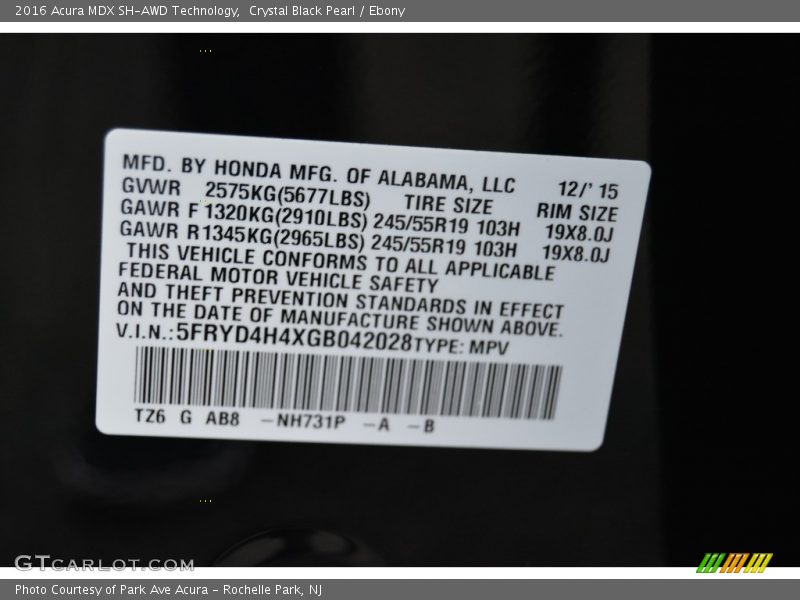 2016 Acura MDX SH-AWD Technology,  Crystal Black Pearl / Ebony
MFD. BY HONDA MFG. OF ALABAMA, LLC 12/' 15
GVWR 2575KG(5677LBS) TIRE SIZE RIM SIZE
GAWR F 1320KG(2910LBS) 245/55R19 103H 19X8.0J
GAWR R1345KG(2965LBS) 245/55R19 103H 19X8.0J
THIS VEHICLE CONFORMS TO ALL APPLICABLE
FEDERAL MOTOR VEHICLE SAFETY
AND THEFT PREVENTION STANDARDS IN EFFECT
ON THE DATE OF MANUFACTURE SHOWN ABOVE.
V.I.N.:5FRYD4H4XGB042028TYPE: MPV
TZ6 G AB8 -NH731P -A -B
GTCARLOT.COM
Photo Courtesy of Park Ave Acura - Rochelle Park, NJ